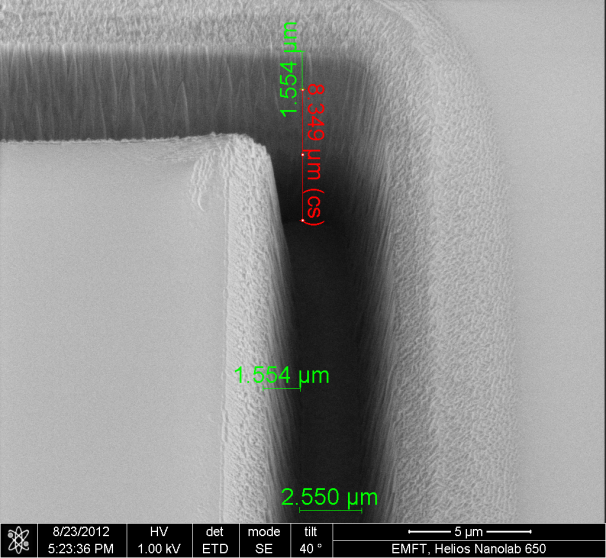 1.554 µm
8.349 µm (cs)
1.554 µm
2.550 µm
8/23/2012
5:23:36 PM
HV
1.00 kV
det
ETD
mode
SE
tilt
40 °
5 µm
EMFT, Helios Nanolab 650